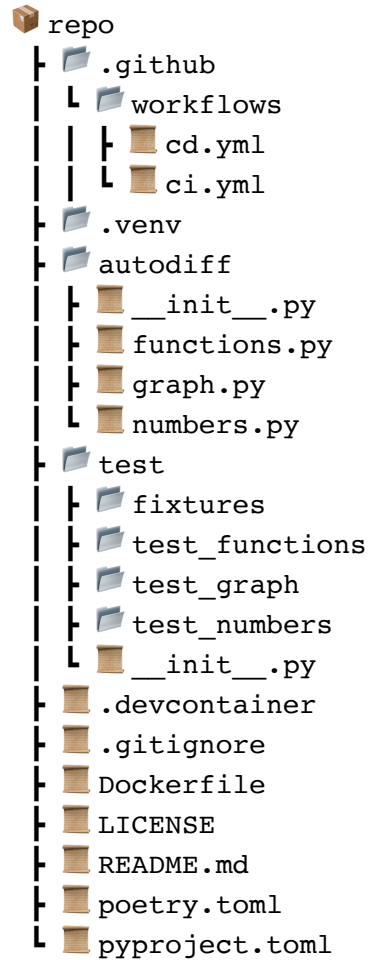 repo
.github
workflows
cd.yml
ci.yml
.venv
autodiff
__init__.py
functions.py
graph.py
numbers.py
test
fixtures
test_functions
test_graph
test_numbers
__init__.py
.devcontainer
.gitignore
Dockerfile
LICENSE
README.md
poetry.toml
pyproject.toml